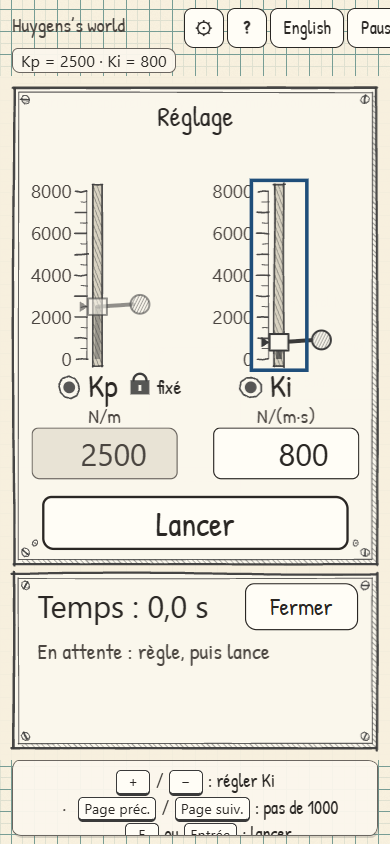 Huygens's world
? English Paus
Kp = 2500 · Ki = 800
Réglage
8000 8000
6000 6000
4000 4000
2000 2000
0 0
Kp fixé Ki
N/m N/(m·s)
2500 800
Lancer
Temps : 0,0 s Fermer
En attente : règle, puis lance
+ / − : régler Ki
· Page préc. / Page suiv. : pas de 1000
F ou Entrée : lancer